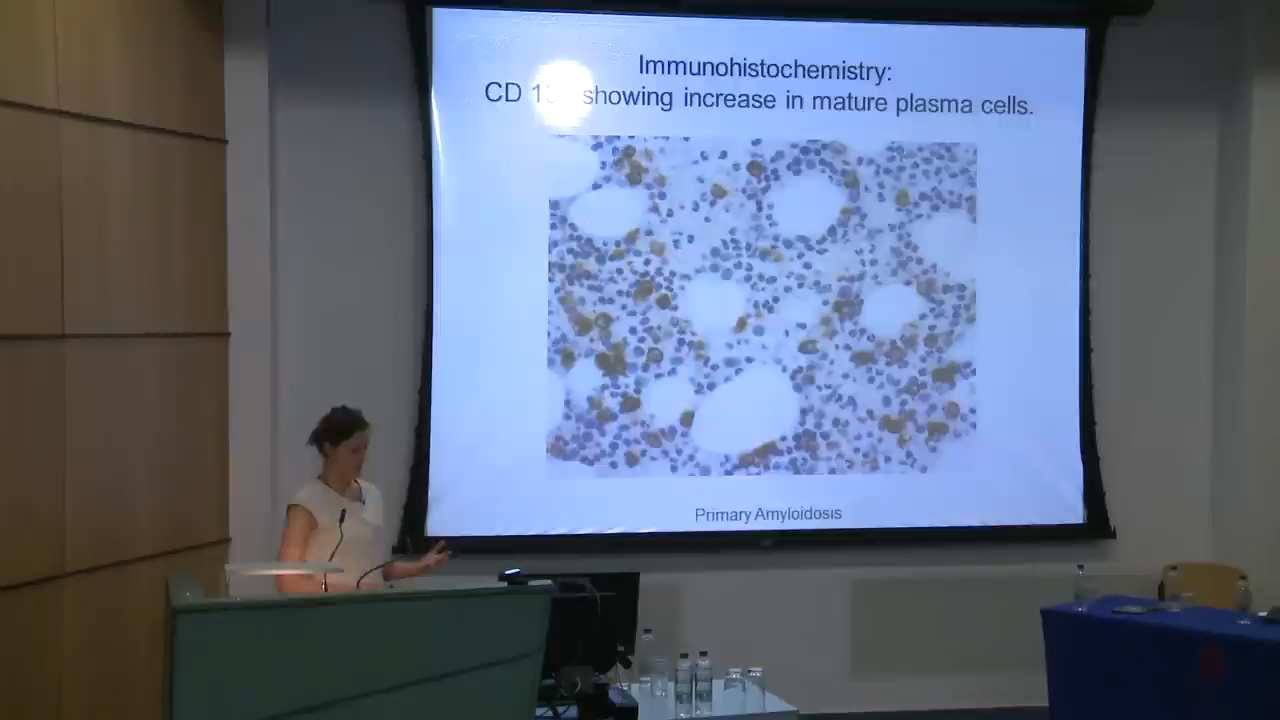 Immunohistochemistry:
CD showing increase in mature plasma cells.
Primary Amyloidosis